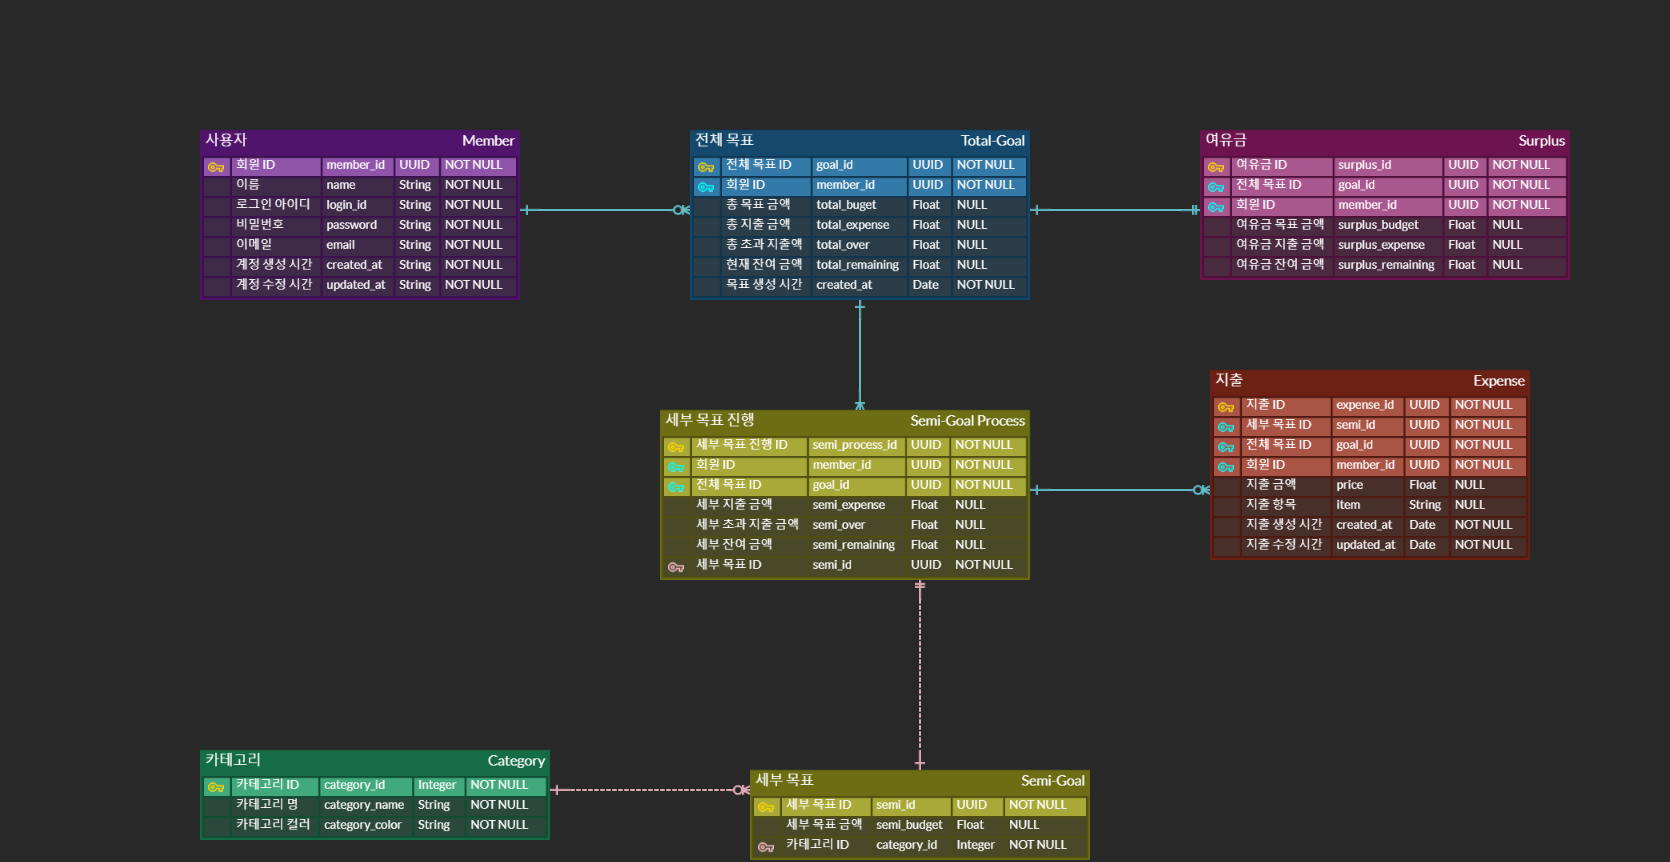 사용자 Member
회원 ID member_id UUID NOT NULL
이름 name String NOT NULL
로그인 아이디 login_id String NOT NULL
비밀번호 password String NOT NULL
이메일 email String NOT NULL
계정 생성 시간 created_at String NOT NULL
계정 수정 시간 updated_at String NOT NULL
전체 목표 Total-Goal
전체 목표 ID goal_id UUID NOT NULL
회원 ID member_id UUID NOT NULL
총 목표 금액 total_buget Float NULL
총 지출 금액 total_expense Float NULL
총 초과 지출액 total_over Float NULL
현재 잔여 금액 total_remaining Float NULL
목표 생성 시간 created_at Date NOT NULL
여유금 Surplus
여유금 ID surplus_id UUID NOT NULL
전체 목표 ID goal_id UUID NOT NULL
회원 ID member_id UUID NOT NULL
여유금 목표 금액 surplus_budget Float NULL
여유금 지출 금액 surplus_expense Float NULL
여유금 잔여 금액 surplus_remaining Float NULL
세부 목표 진행 Semi-Goal Process
세부 목표 진행 ID semi_process_id UUID NOT NULL
회원 ID member_id UUID NOT NULL
전체 목표 ID goal_id UUID NOT NULL
세부 지출 금액 semi_expense Float NULL
세부 초과 지출 금액 semi_over Float NULL
세부 잔여 금액 semi_remaining Float NULL
세부 목표 ID semi_id UUID NOT NULL
지출 Expense
지출 ID expense_id UUID NOT NULL
세부 목표 ID semi_id UUID NOT NULL
전체 목표 ID goal_id UUID NOT NULL
회원 ID member_id UUID NOT NULL
지출 금액 price Float NULL
지출 항목 item String NULL
지출 생성 시간 created_at Date NOT NULL
지출 수정 시간 updated_at Date NOT NULL
카테고리 Category
카테고리 ID category_id Integer NOT NULL
카테고리 명 category_name String NOT NULL
카테고리 컬러 category_color String NOT NULL
세부 목표 Semi-Goal
세부 목표 ID semi_id UUID NOT NULL
세부 목표 금액 semi_budget Float NULL
카테고리 ID category_id Integer NOT NULL